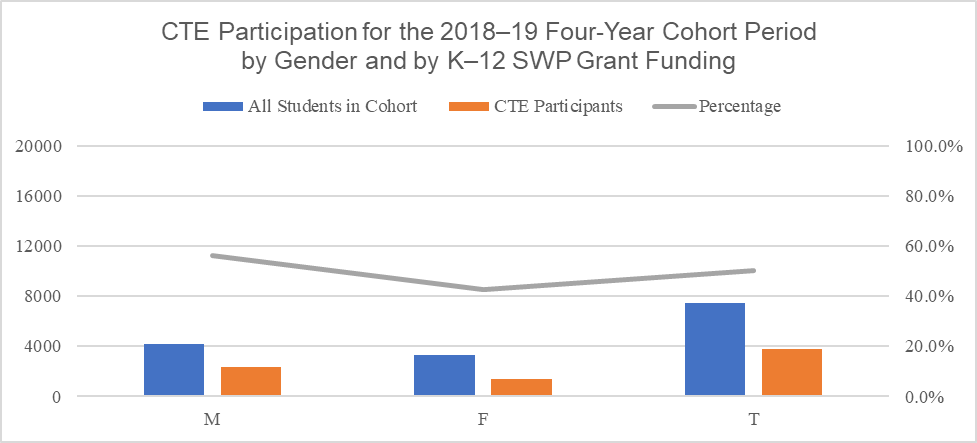 CTE Participation for the 2018–19 Four-Year Cohort Period
by Gender and by K–12 SWP Grant Funding
All Students in Cohort CTE Participants Percentage
20000 100.0%
16000 80.0%
12000 60.0%
8000 40.0%
4000 20.0%
0 0.0%
M F T